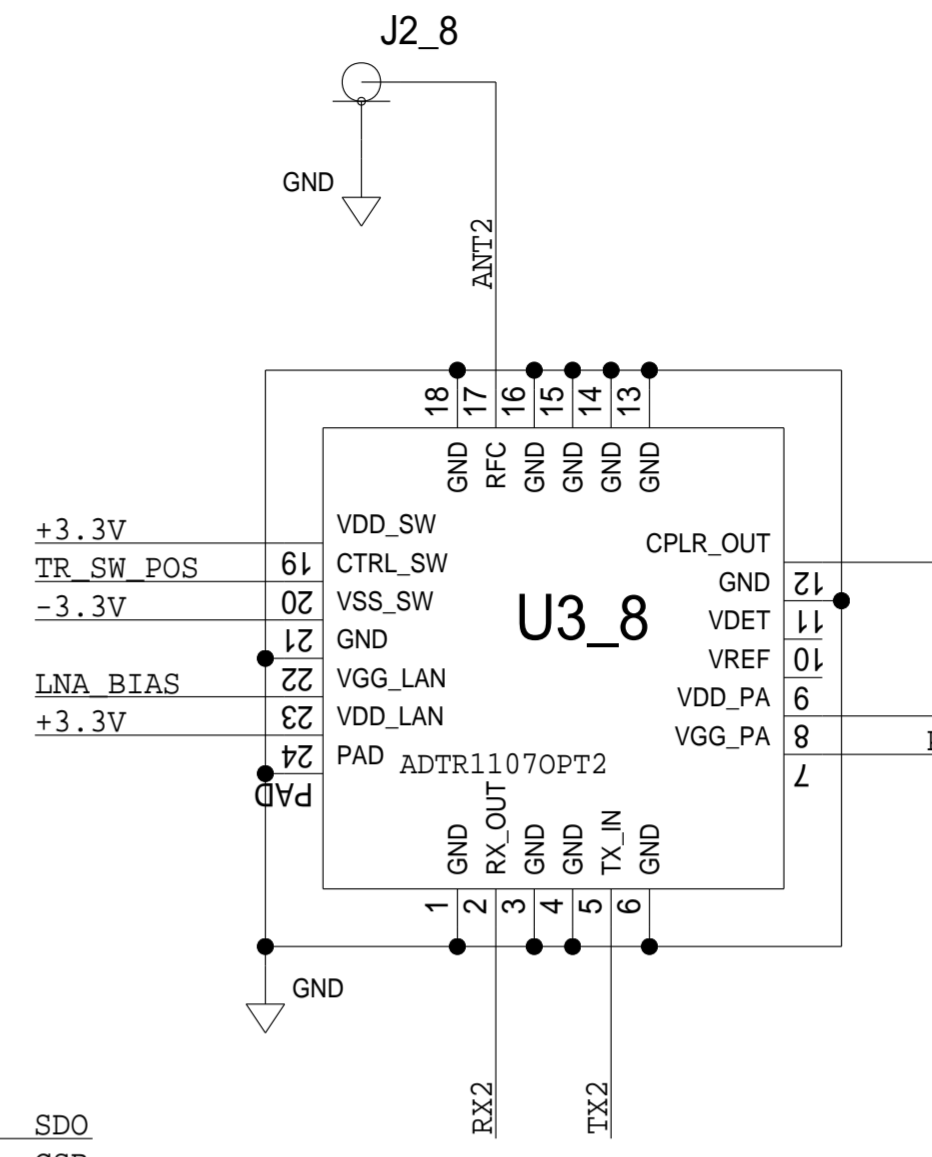 J2_8
GND
ANT2
18
17
16
15
14
13
GND
RFC
GND
GND
GND
GND
+3.3V
TR_SW_POS
-3.3V
LNA_BIAS
+3.3V
19
20
21
22
23
24
PAD
VDD_SW
CTRL_SW
VSS_SW
GND
VGG_LAN
VDD_LAN
PAD
U3_8
ADTR1107OPT2
CPLR_OUT
GND
VDET
VREF
VDD_PA
VGG_PA
12
11
10
9
8
7
GND
RX_OUT
GND
GND
TX_IN
GND
1
2
3
4
5
6
GND
RX2
TX2
SDO